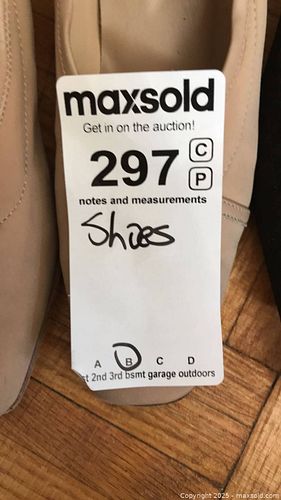 maxsold
Get in on the auction!
297 C
P
notes and measurements
Shoes
A B C D
st 2nd 3rd bsmt garage outdoors
Copyright 2025 - maxsold.com